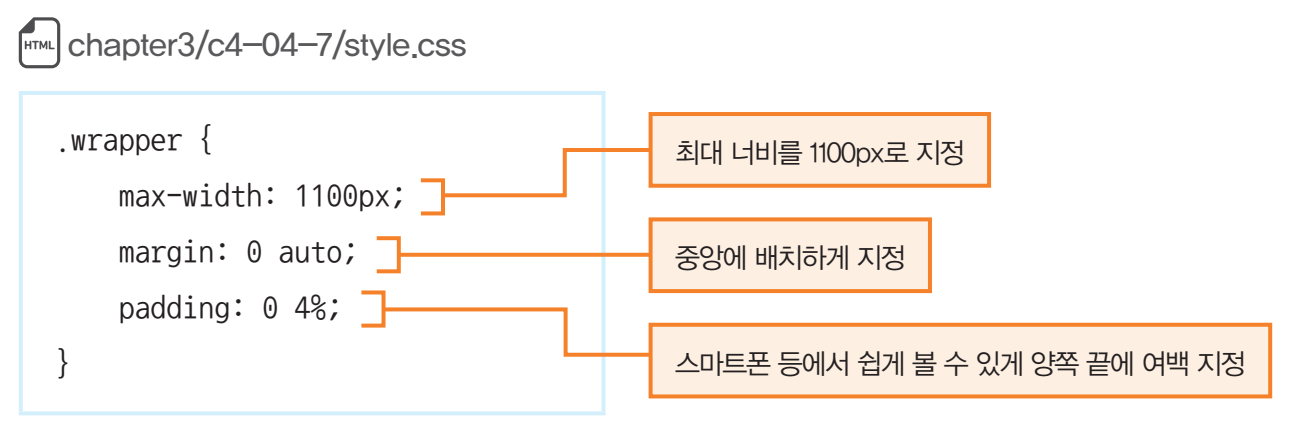 HTML chapter3/c4-04-7/style.css
.wrapper {
최대 너비를 1100px로 지정
max-width: 1100px;
margin: 0 auto;
중앙에 배치하게 지정
padding: 0 4%;
}
스마트폰 등에서 쉽게 볼 수 있게 양쪽 끝에 여백 지정